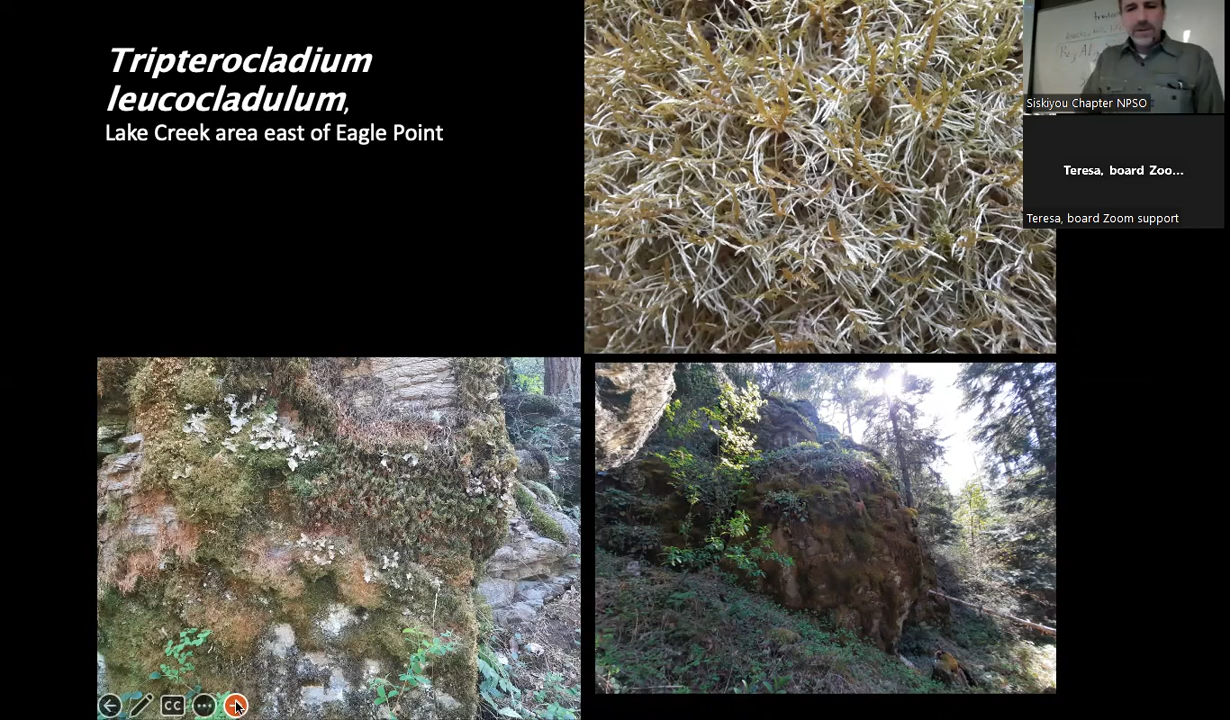 Tripterocladium
leucocladulum,
Lake Creek area east of Eagle Point
Siskiyou Chapter NPSO
Teresa, board Zoo...
Teresa, board Zoom support
CC